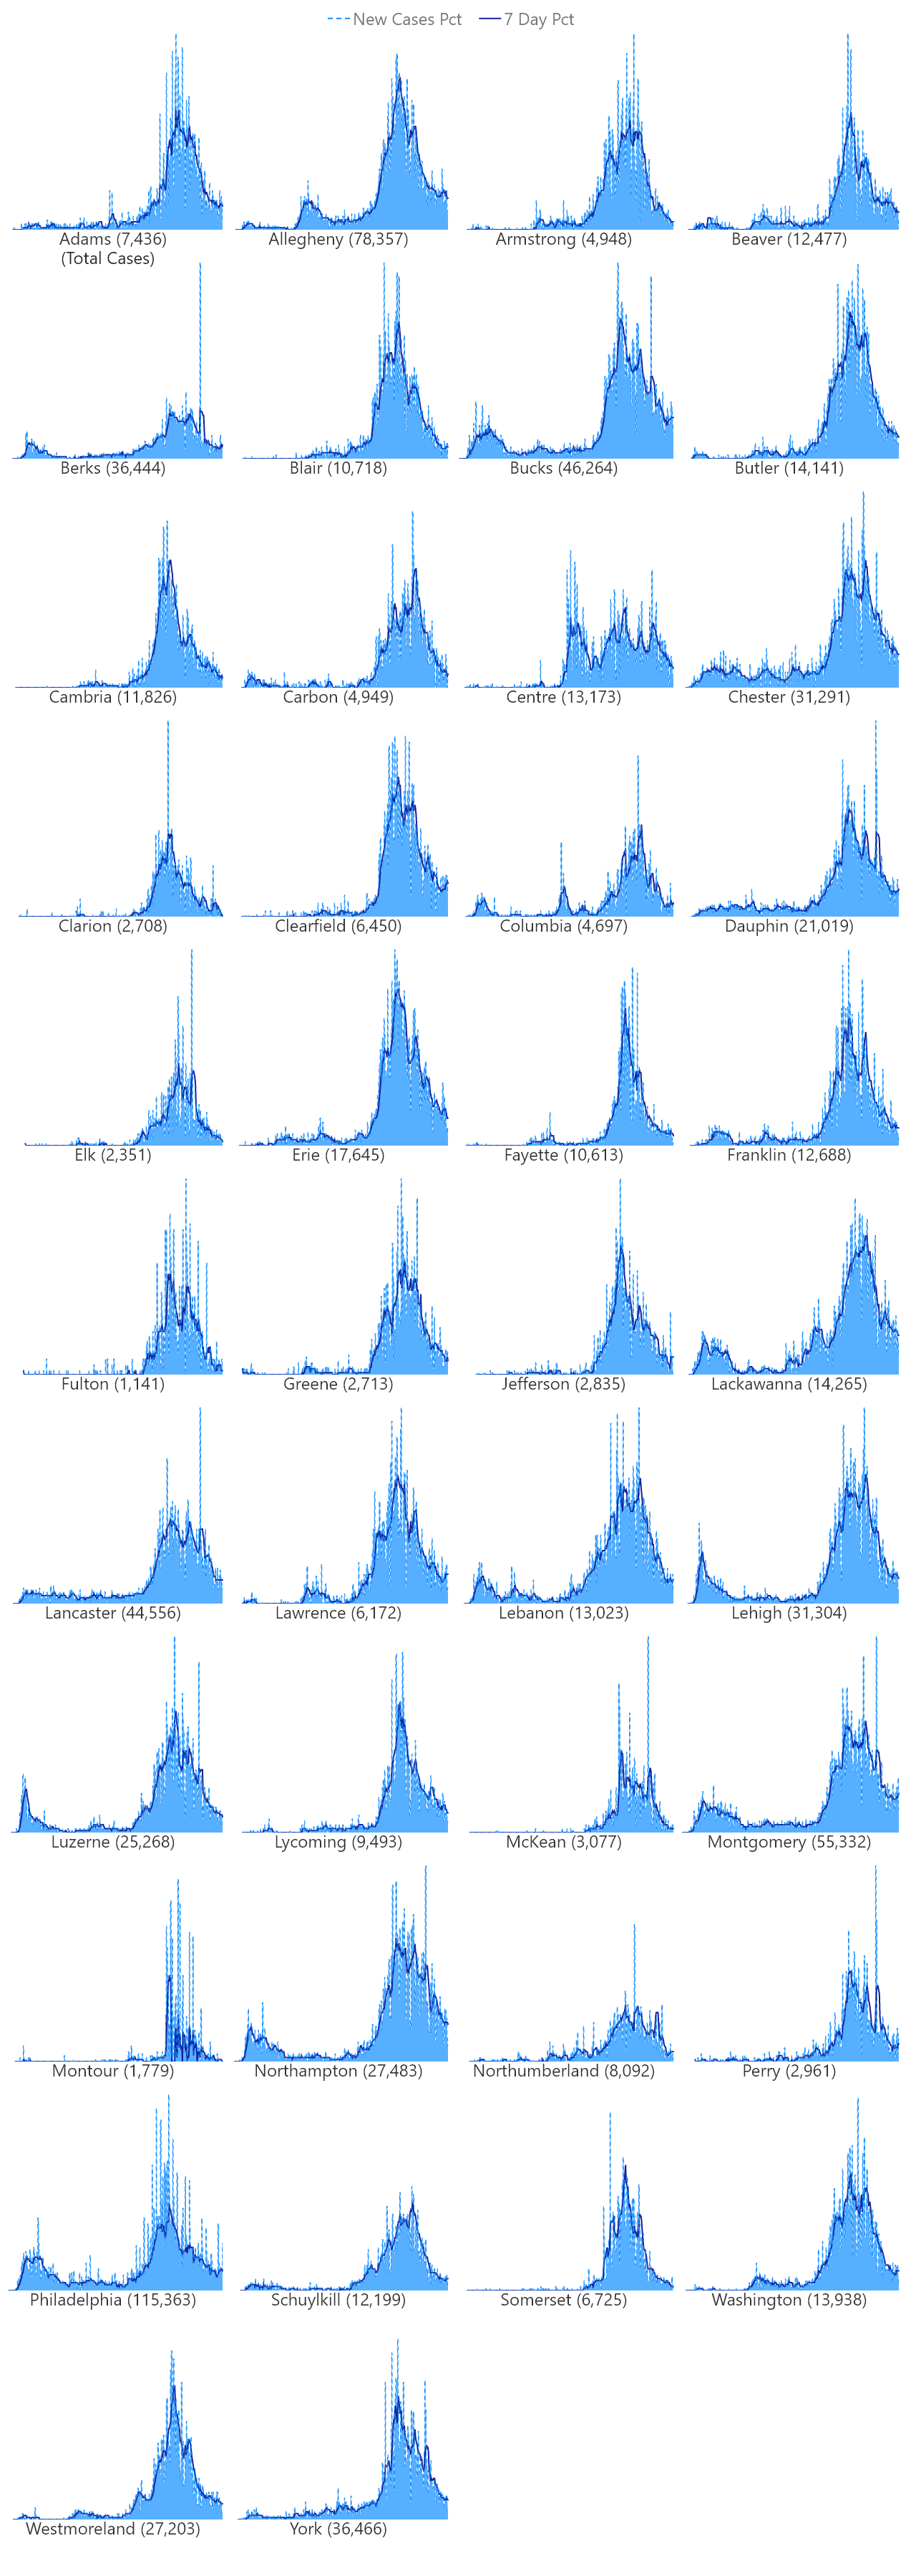 New Cases Pct 7 Day Pct
Adams (7,436) Allegheny (78,357) Armstrong (4,948) Beaver (12,477)
(Total Cases)
Berks (36,444) Blair (10,718) Bucks (46,264) Butler (14,141)
Cambria (11,826) Carbon (4,949) Centre (13,173) Chester (31,291)
Clarion (2,708) Clearfield (6,450) Columbia (4,697) Dauphin (21,019)
Elk (2,351) Erie (17,645) Fayette (10,613) Franklin (12,688)
Fulton (1,141) Greene (2,713) Jefferson (2,835) Lackawanna (14,265)
Lancaster (44,556) Lawrence (6,172) Lebanon (13,023) Lehigh (31,304)
Luzerne (25,268) Lycoming (9,493) McKean (3,077) Montgomery (55,332)
Montour (1,779) Northampton (27,483) Northumberland (8,092) Perry (2,961)
Philadelphia (115,363) Schuylkill (12,199) Somerset (6,725) Washington (13,938)
Westmoreland (27,203) York (36,466)